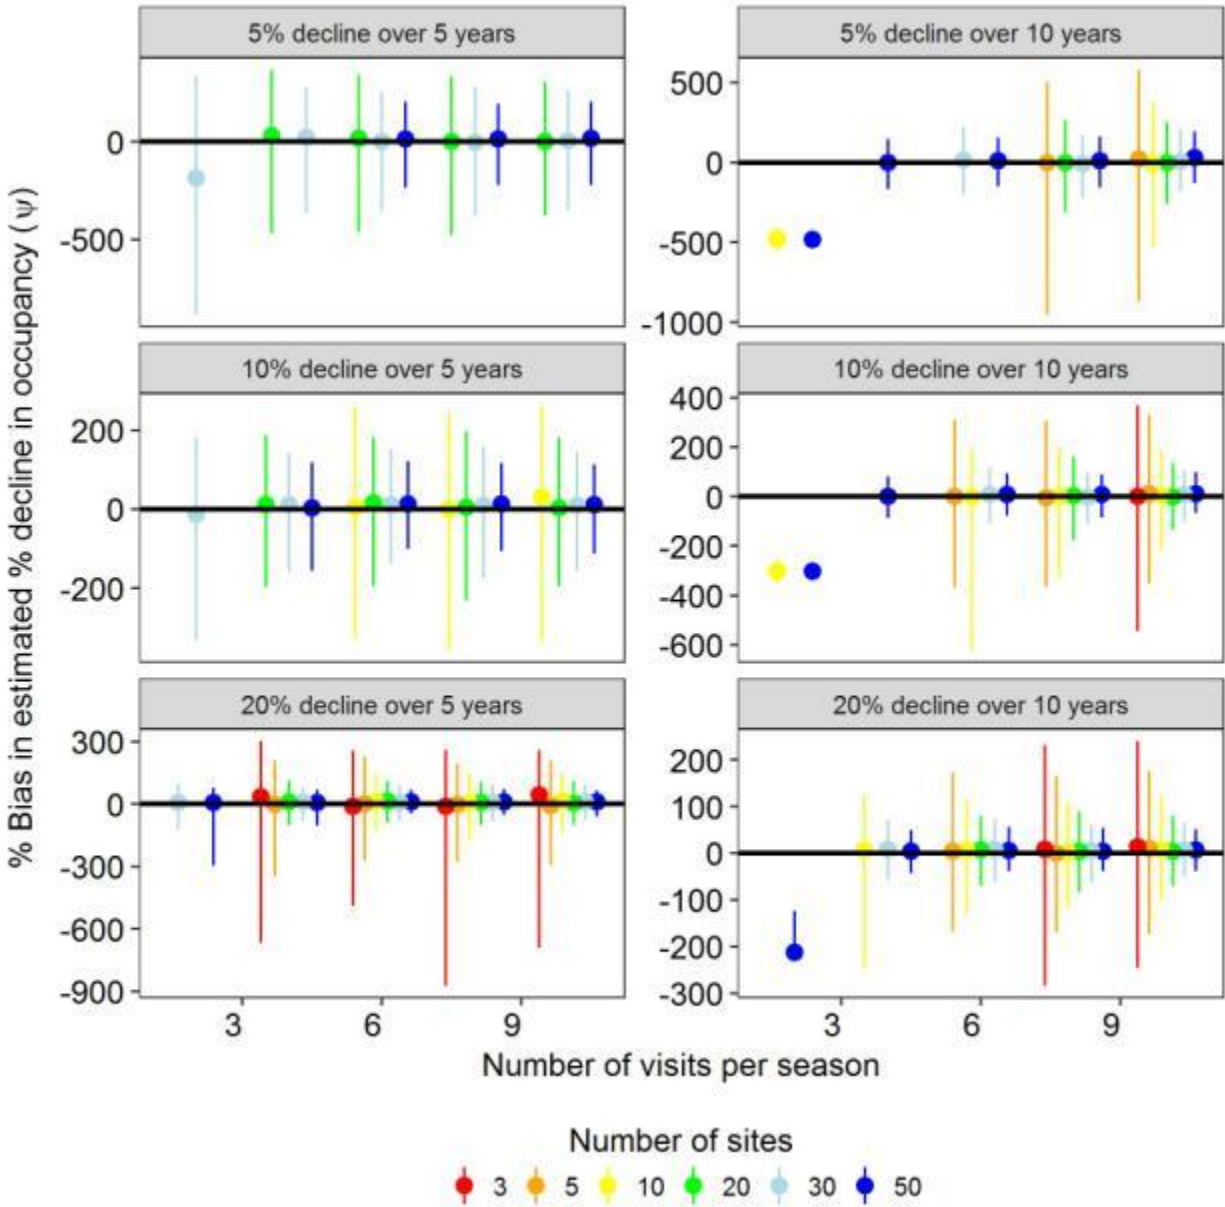 % Bias in estimated % decline in occupancy (ψ)
5% decline over 5 years
0
-500
5% decline over 10 years
500
0
-500
-1000
10% decline over 5 years
200
0
-200
10% decline over 10 years
400
200
0
-200
-400
-600
20% decline over 5 years
300
0
-300
-600
-900
20% decline over 10 years
200
100
0
-100
-200
-300
3 6 9 3 6 9
Number of visits per season
Number of sites
3 5 10 20 30 50